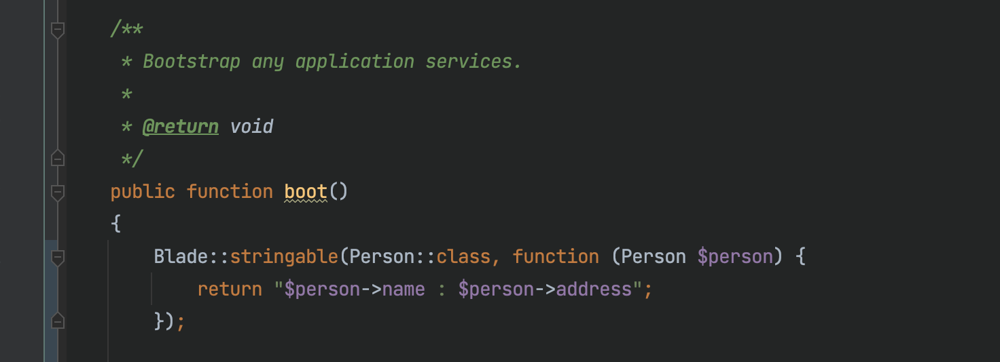 /**
 * Bootstrap any application services.
 *
 * @return void
 */
public function boot()
{
    Blade::stringable(Person::class, function (Person $person) {
        return "$person->name : $person->address";
    });